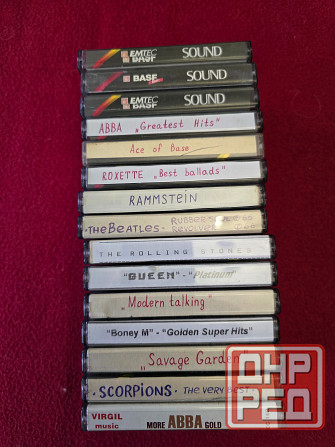 EMTEC BASF SOUND
BASF SOUND
EMTEC BASF SOUND
ABBA „Greatest Hits"
Ace of Base
ROXETTE „Best ballads"
RAMMSTEIN
THE BEATLES - RUBBER
THE ROLLING STONES
"QUEEN" - "Platinum"
„Modern talking"
"Boney M" - "Golden Super Hits"
„Savage Garden
SCORPIONS • THE VERY BEST
VIRGIL music MORE ABBA GOLD
ДНР
РЕД